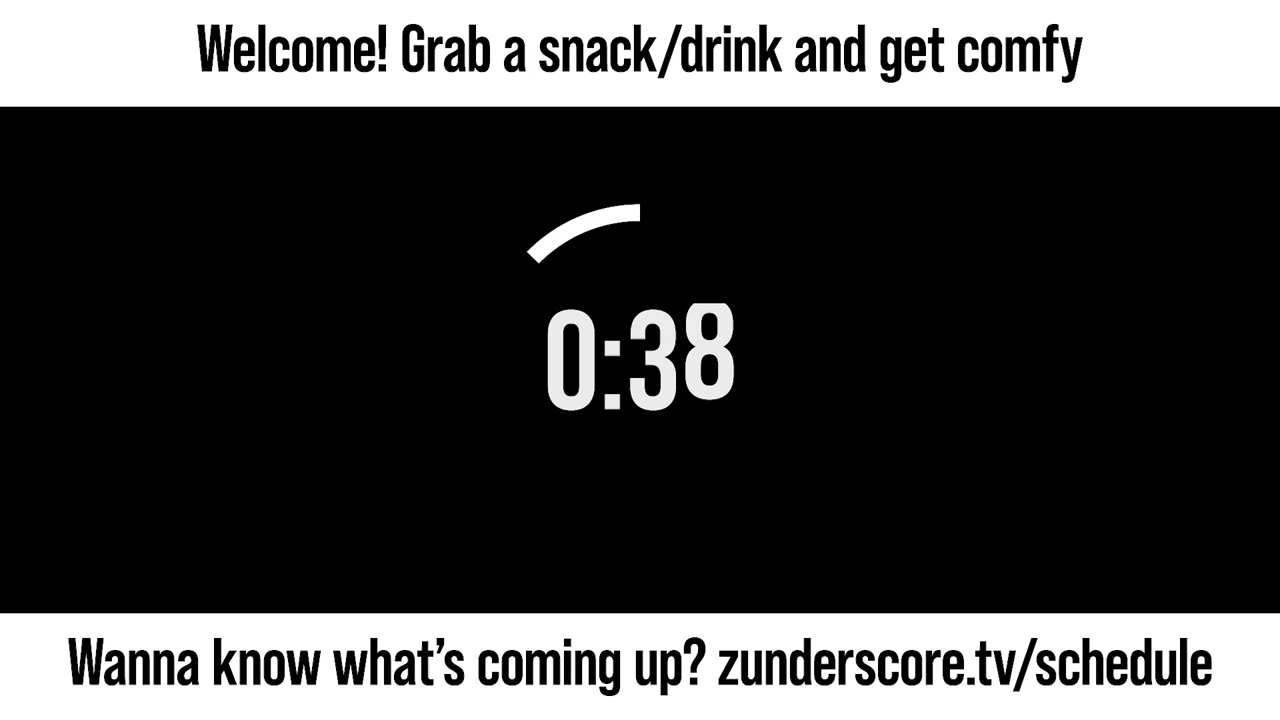 Welcome! Grab a snack/drink and get comfy
0:38
Wanna know what’s coming up? zunderscore.tv/schedule